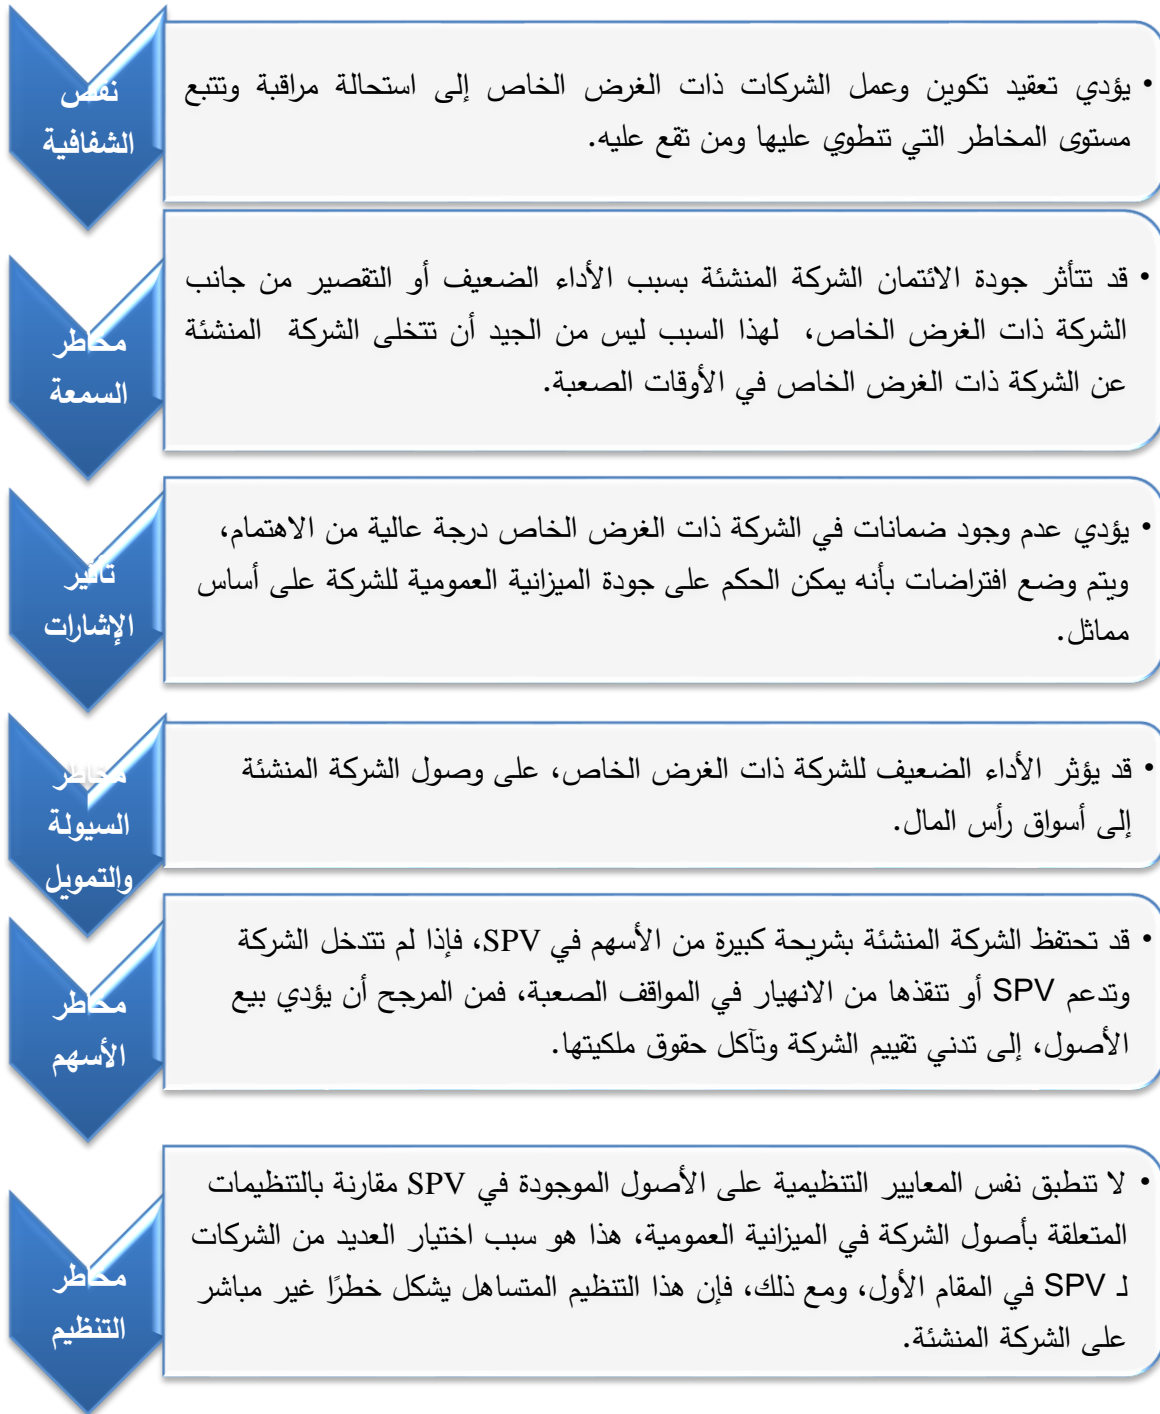 نقص
الشفافية
• يؤدي تعقيد تكوين وعمل الشركات ذات الغرض الخاص إلى استحالة مراقبة وتتبع
مستوى المخاطر التي تنطوي عليها ومن تقع عليه.
مخاطر
السمعة
• قد تتأثر جودة الائتمان الشركة المنشئة بسبب الأداء الضعيف أو التقصير من جانب
الشركة ذات الغرض الخاص، لهذا السبب ليس من الجيد أن تتخلى الشركة المنشئة
عن الشركة ذات الغرض الخاص في الأوقات الصعبة.
تأثير
الإشارات
• يؤدي عدم وجود ضمانات في الشركة ذات الغرض الخاص درجة عالية من الاهتمام،
ويتم وضع افتراضات بأنه يمكن الحكم على جودة الميزانية العمومية للشركة على أساس
مماثل.
مخاطر
السيولة
والتمويل
• قد يؤثر الأداء الضعيف للشركة ذات الغرض الخاص، على وصول الشركة المنشئة
إلى أسواق رأس المال.
مخاطر
الأسهم
• قد تحتفظ الشركة المنشئة بشريحة كبيرة من الأسهم في SPV، فإذا لم تتدخل الشركة
وتدعم SPV أو تنقذها من الانهيار في المواقف الصعبة، فمن المرجح أن يؤدي بيع
الأصول، إلى تدني تقييم الشركة وتآكل حقوق ملكيتها.
مخاطر
التنظيم
• لا تنطبق نفس المعايير التنظيمية على الأصول الموجودة في SPV مقارنة بالتنظيمات
المتعلقة بأصول الشركة في الميزانية العمومية، هذا هو سبب اختيار العديد من الشركات
لـ SPV في المقام الأول، ومع ذلك، فإن هذا التنظيم المتساهل يشكل خطرًا غير مباشر
على الشركة المنشئة.